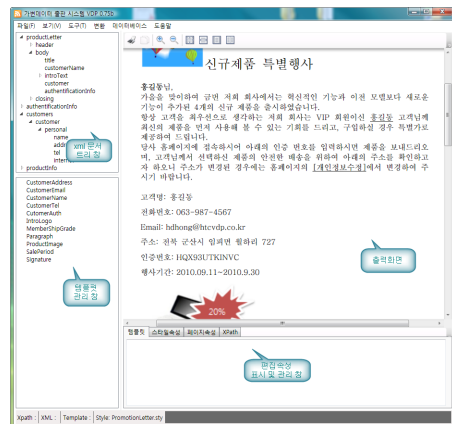 가변데이터 출판 시스템 VDP 0.792
파일(F) 보기(V) 도구(T) 변환 데이터베이스 도움말
productLetter
header
body
title
customerName
introText
customer
authentificationInfo
closing
authentificationInfo
customers
customer
personal
name
addr
tel
intern
productInfo
xml 문서
트리 창
CustomerAddress
CustomerEmail
CustomerName
CustomerTel
CutomerAuth
IntroLogo
MemberShipGrade
Paragraph
ProductImage
SalePeriod
Signature
템플릿
관리 창
신규제품 특별행사
홍길동님,
가을을 맞이하여 금번 저희 회사에서는 혁신적인 기능과 이전 모델보다 새로운
기능이 추가된 4개의 신규 제품을 출시하였습니다.
항상 고객을 최우선으로 생각하는 저희 회사는 VIP 회원이신 홍길동 고객님께
최신의 제품을 먼저 사용해 볼 수 있는 기회를 드리고, 구입하실 경우 특별가로
제공하여 드립니다.
당사 홈페이지에 접속하시어 아래의 인증 번호를 입력하시면 제품을 보내드리오
며, 고객님께서 선택하신 제품의 안전한 배송을 위하여 아래의 주소를 확인하고
자 하오니 주소가 변경된 경우에는 홈페이지의 [개인정보수정]에서 변경하여 주
시기 바랍니다.
고객명: 홍길동
전화번호: 063-987-4567
Email: hdhong@htcvdp.co.kr
주소: 전북 군산시 임피면 월하리 727
인증번호: HQX93UTKINVC
행사기간: 2010.09.11~2010.9.30
20%
출력화면
템플릿 스타일속성 페이지속성 XPath
편집속성
표시 및 관리 창
Xpath : XML : Template : Style: PromotionLetter.sty